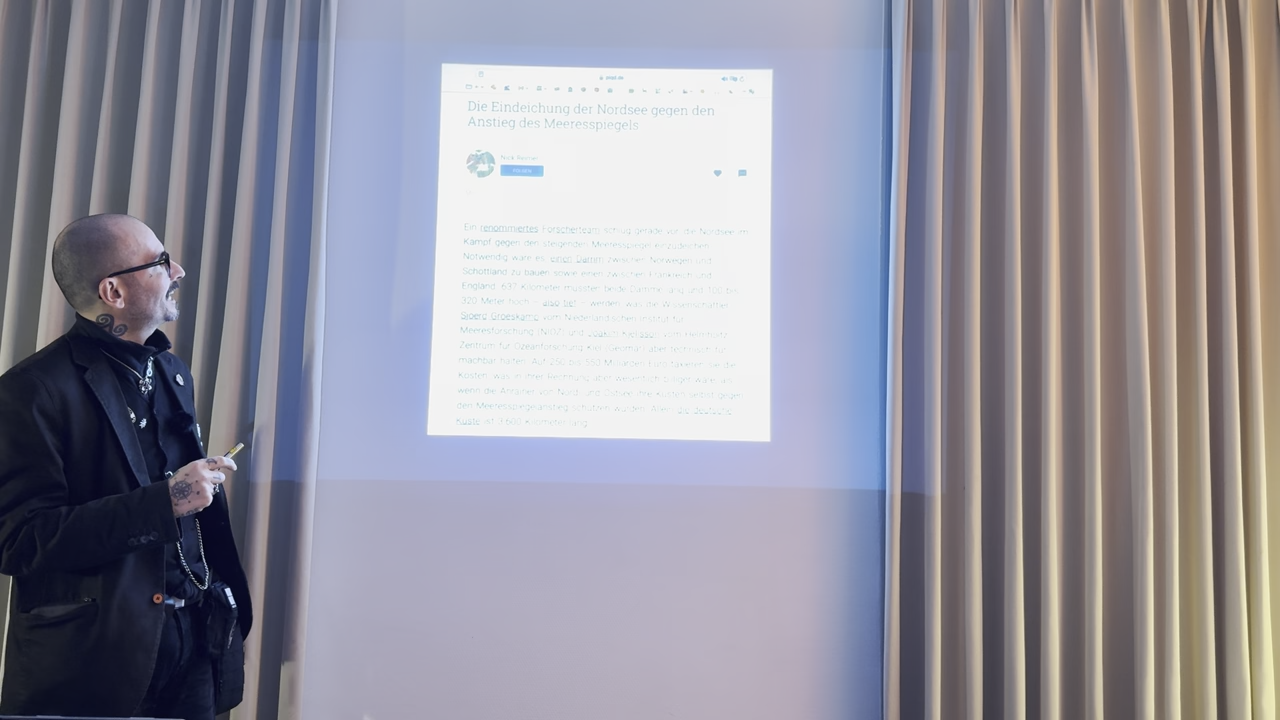 Die Eindeichung der Nordsee gegen den
Anstieg des Meeresspiegels
Nick Reimer
Ein renommiertes Forscherteam schlug gerade vor, die Nordsee im
Kampf gegen den steigenden Meeresspiegel einzudeichen.
Notwendig wäre es, einen Damm zwischen Norwegen und
Schottland zu bauen sowie einen zwischen Frankreich und
England. 637 Kilometer müssten beide Dämme lang und 100 bis
320 Meter hoch – also tief – werden, was die Wissenschaftler
Sjoerd Groeskamp vom Niederländischen Institut für
Meeresforschung (NIOZ) und Joakim Kjellsson vom Helmholtz-
Zentrum für Ozeanforschung Kiel (Geomar) aber technisch für
machbar halten. Auf 250 bis 550 Milliarden Euro taxieren sie die
Kosten, was in ihrer Rechnung aber wesentlich billiger wäre, als
wenn die Anrainer von Nord- und Ostsee ihre Küsten selbst gegen
den Meeresspiegelanstieg schützen würden. Allein die deutsche
Küste ist 3.600 Kilometer lang.